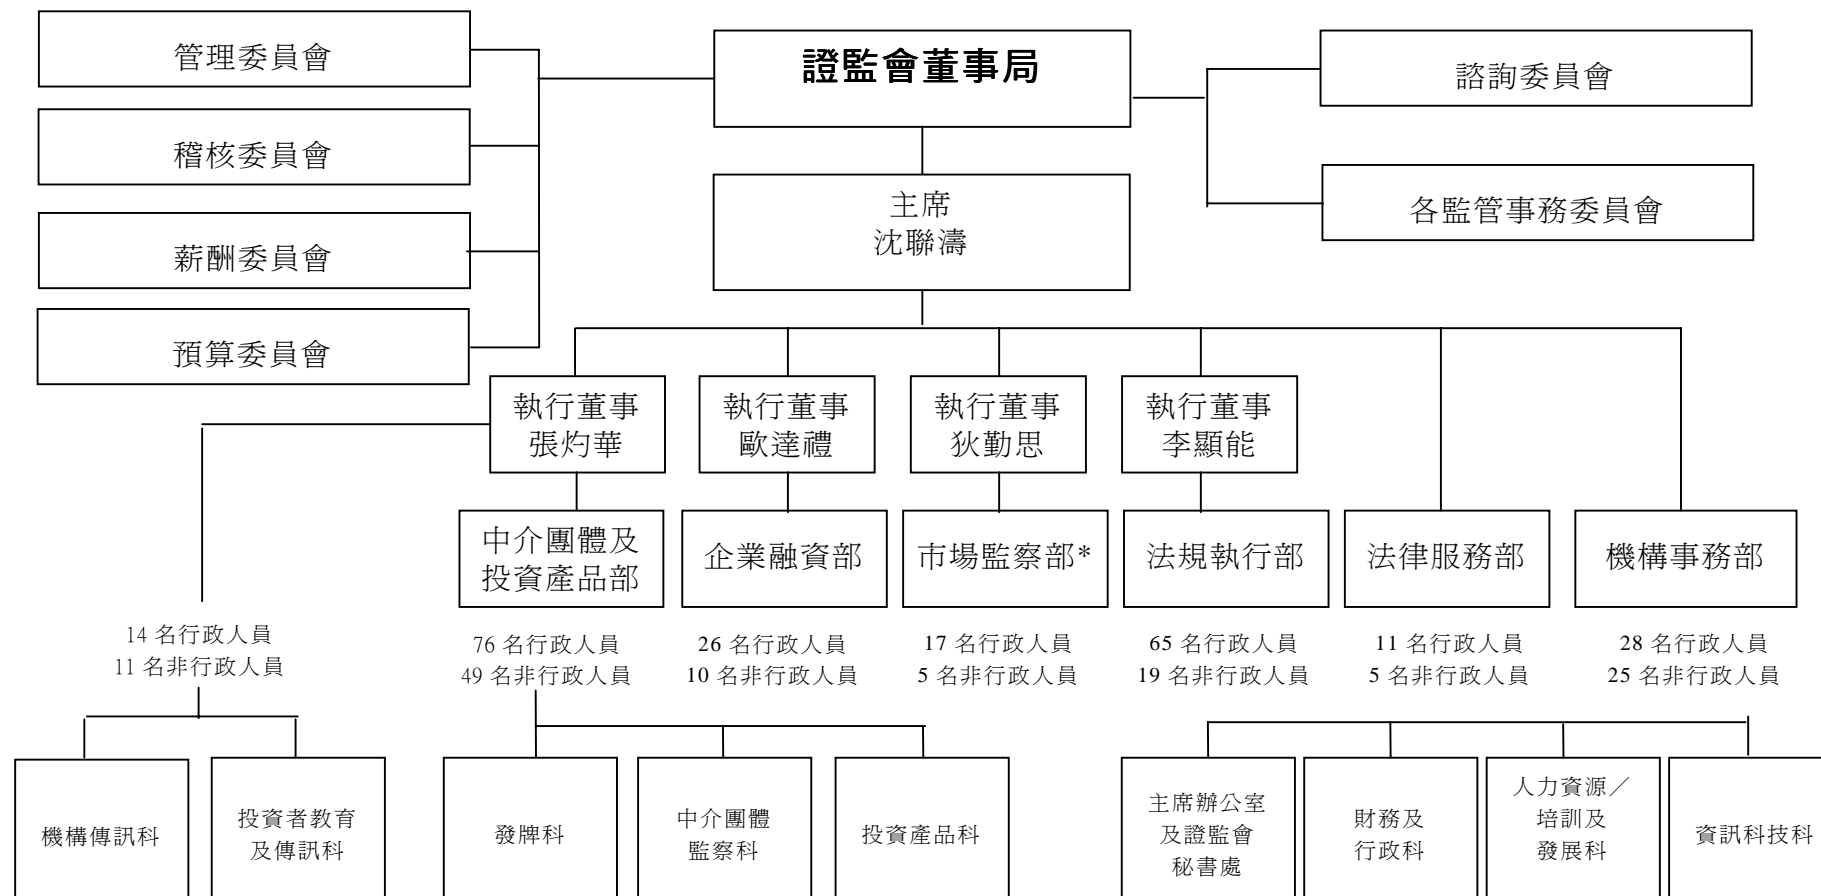 管理委員會
稽核委員會
薪酬委員會
預算委員會
證監會董事局
諮詢委員會
各監管事務委員會
主席
沈聯濤
執行董事
張灼華
執行董事
歐達禮
執行董事
狄勤思
執行董事
李顯能
中介團體及
投資產品部
企業融資部
市場監察部*
法規執行部
法律服務部
機構事務部
14 名行政人員
11 名非行政人員
76 名行政人員
49 名非行政人員
26 名行政人員
10 名非行政人員
17 名行政人員
5 名非行政人員
65 名行政人員
19 名非行政人員
11 名行政人員
5 名非行政人員
28 名行政人員
25 名非行政人員
機構傳訊科
投資者教育
及傳訊科
發牌科
中介團體
監察科
投資產品科
主席辦公室
及證監會
秘書處
財務及
行政科
人力資源／
培訓及
發展科
資訊科技科